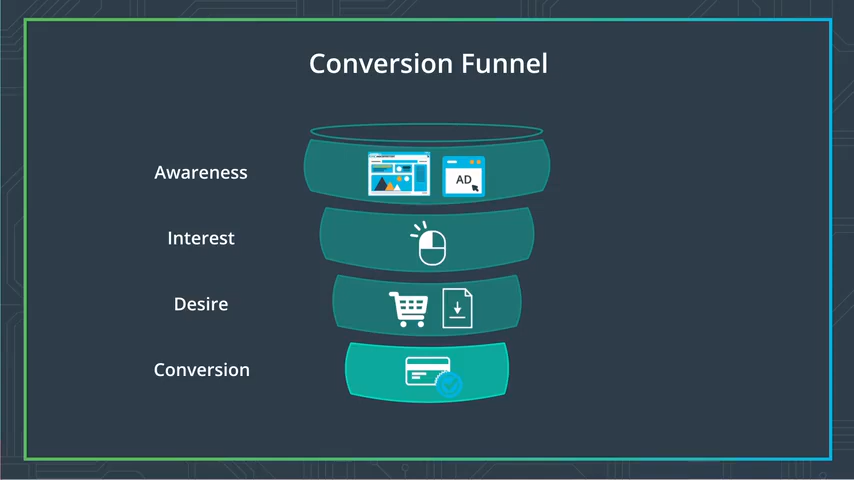 Conversion Funnel
Awareness
AD
Interest
Desire
Conversion